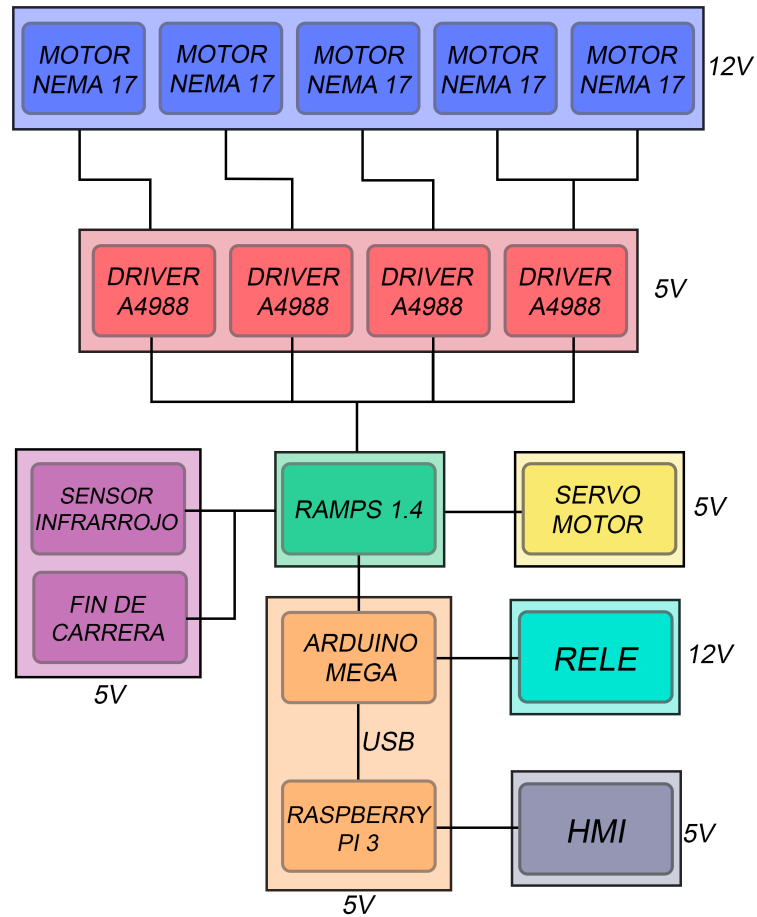 MOTOR
NEMA 17
MOTOR
NEMA 17
MOTOR
NEMA 17
MOTOR
NEMA 17
MOTOR
NEMA 17
12V
DRIVER
A4988
DRIVER
A4988
DRIVER
A4988
DRIVER
A4988
5V
SENSOR
INFRARROJO
FIN DE
CARRERA
5V
RAMPS 1.4
SERVO
MOTOR
5V
ARDUINO
MEGA
RELE
12V
USB
RASPBERRY
PI 3
5V
HMI
5V